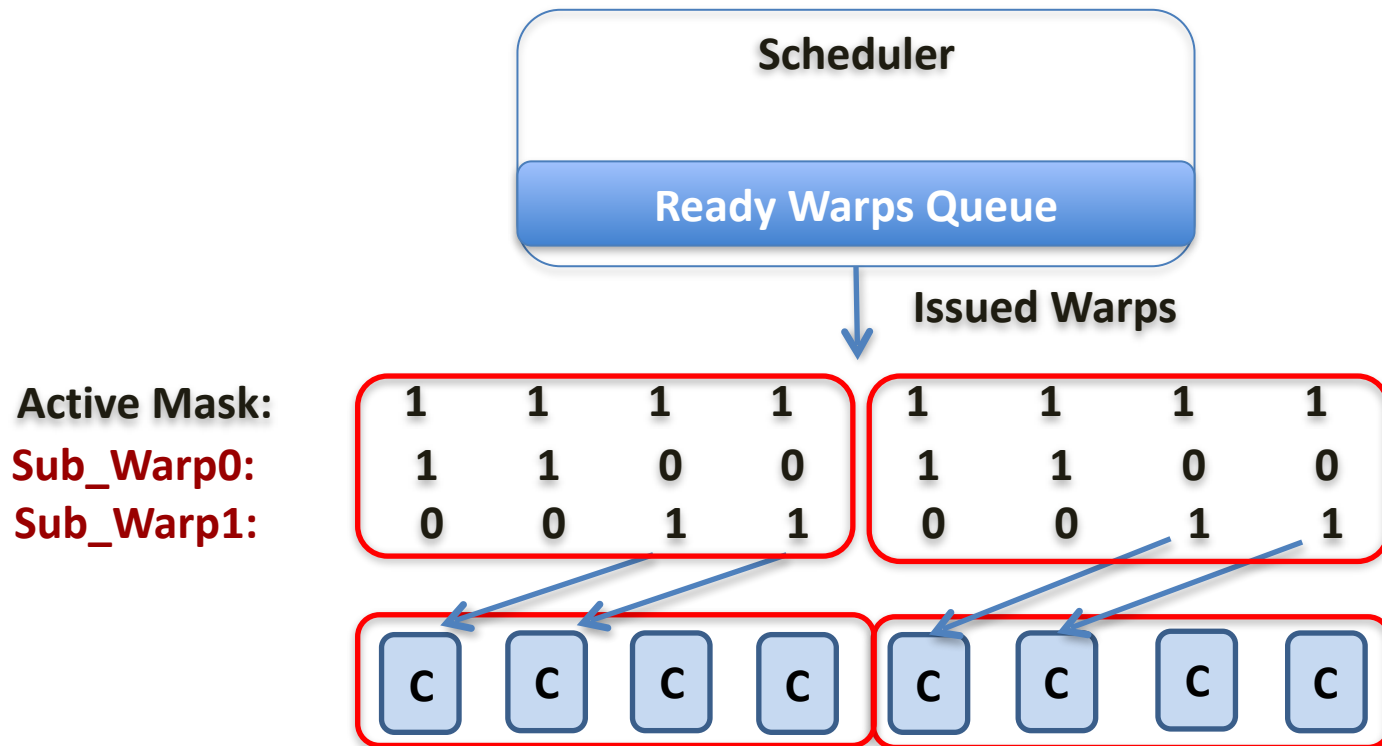 Scheduler
Ready Warps Queue
Issued Warps
Active Mask: 1 1 1 1 1 1 1 1
Sub_Warp0: 1 1 0 0 1 1 0 0
Sub_Warp1: 0 0 1 1 0 0 1 1
C C C C C C C C